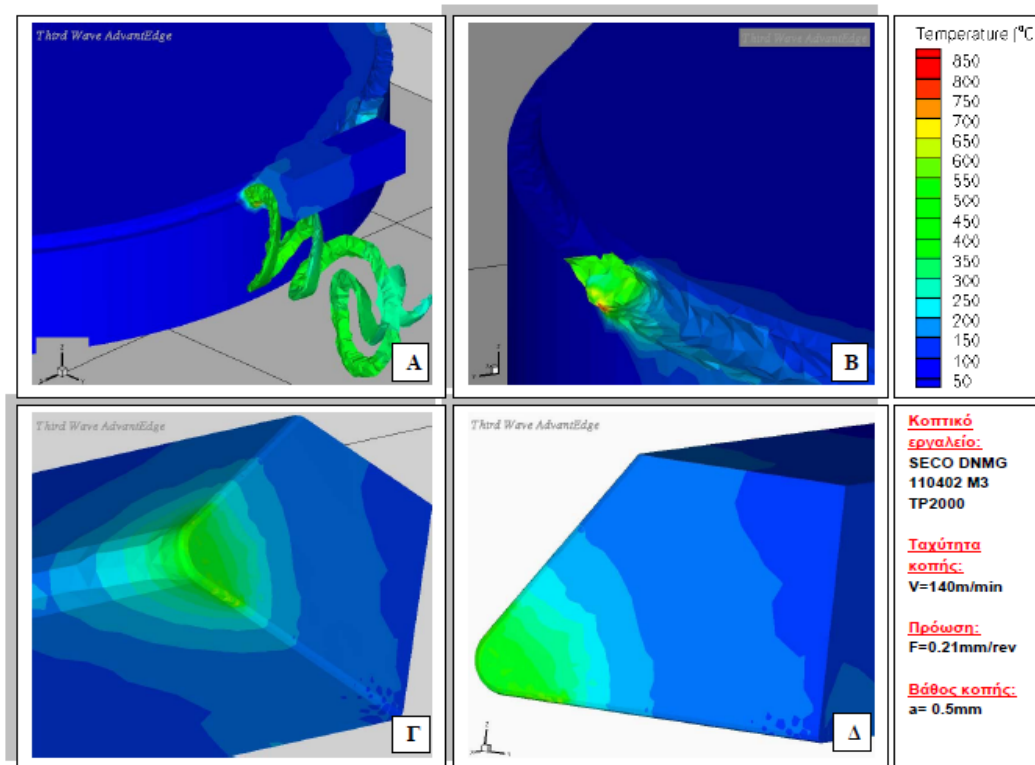 Third Wave AdvantEdge
A
Third Wave AdvantEdge
B
Temperature [°C]
850
800
750
700
650
600
550
500
450
400
350
300
250
200
150
100
50
Third Wave AdvantEdge
Γ
Third Wave AdvantEdge
Δ
Κοπτικό
εργαλείο:
SECO DNMG
110402 M3
TP2000
Ταχύτητα
κοπής:
V=140m/min
Πρόωση:
F=0.21mm/rev
Βάθος κοπής:
a= 0.5mm